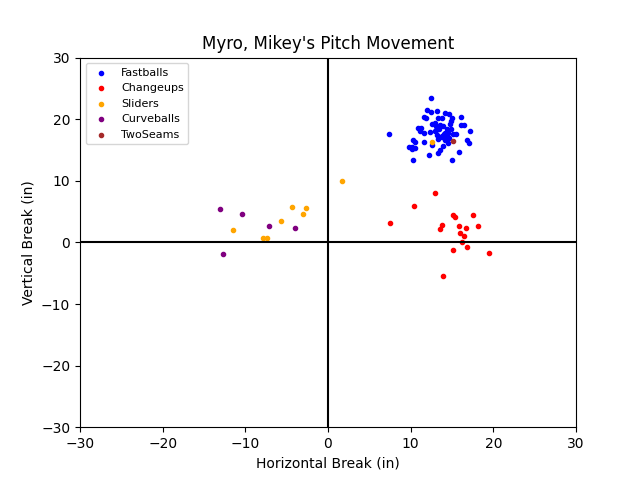 Myro, Mikey's Pitch Movement
Fastballs
Changeups
Sliders
Curveballs
TwoSeams
Vertical Break (in)
30
20
10
0
−10
−20
−30
−30
−20
−10
0
10
20
30
Horizontal Break (in)